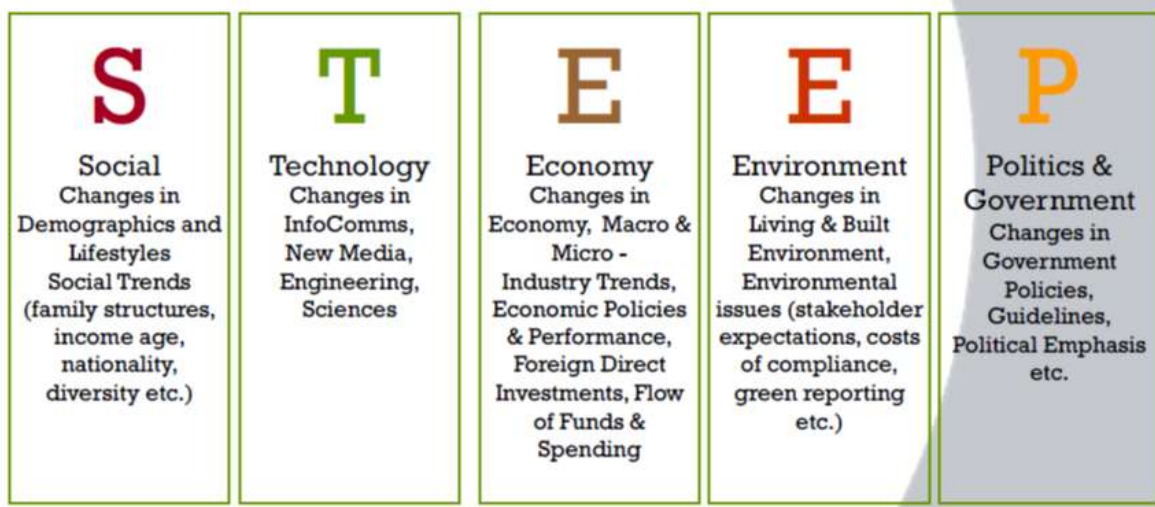 S
Social
Changes in
Demographics and
Lifestyles
Social Trends
(family structures,
income age,
nationality,
diversity etc.)
T
Technology
Changes in
InfoComms,
New Media,
Engineering,
Sciences
E
Economy
Changes in
Economy, Macro &
Micro -
Industry Trends,
Economic Policies
& Performance,
Foreign Direct
Investments, Flow
of Funds &
Spending
E
Environment
Changes in
Living & Built
Environment,
Environmental
issues (stakeholder
expectations, costs
of compliance,
green reporting
etc.)
P
Politics &
Government
Changes in
Government
Policies,
Guidelines,
Political Emphasis
etc.